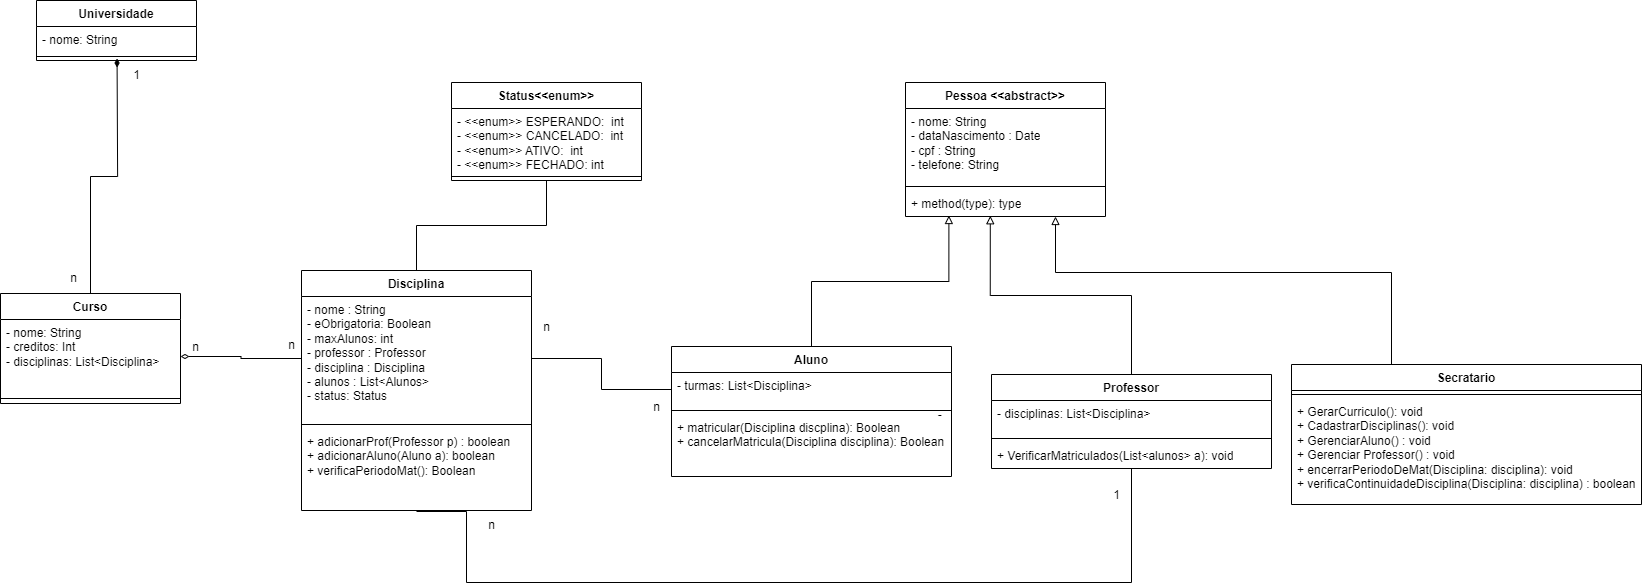 Universidade
- nome: String
1
n
Curso
- nome: String
- creditos: Int
- disciplinas: List<Disciplina>
n
n
Status<<enum>>
- <<enum>> ESPERANDO: int
- <<enum>> CANCELADO: int
- <<enum>> ATIVO: int
- <<enum>> FECHADO: int
Disciplina
- nome : String
- eObrigatoria: Boolean
- maxAlunos: int
- professor : Professor
- disciplina : Disciplina
- alunos : List<Alunos>
- status: Status
+ adicionarProf(Professor p) : boolean
+ adicionarAluno(Aluno a): boolean
+ verificaPeriodoMat(): Boolean
n
n
n
1
Pessoa <<abstract>>
- nome: String
- dataNascimento : Date
- cpf : String
- telefone: String
+ method(type): type
Aluno
- turmas: List<Disciplina>
-
+ matricular(Disciplina discplina): Boolean
+ cancelarMatricula(Disciplina disciplina): Boolean
Professor
- disciplinas: List<Disciplina>
+ VerificarMatriculados(List<alunos> a): void
Secratario
+ GerarCurriculo(): void
+ CadastrarDisciplinas(): void
+ GerenciarAluno() : void
+ Gerenciar Professor() : void
+ encerrarPeriodoDeMat(Disciplina: disciplina): void
+ verificaContinuidadeDisciplina(Disciplina: disciplina) : boolean